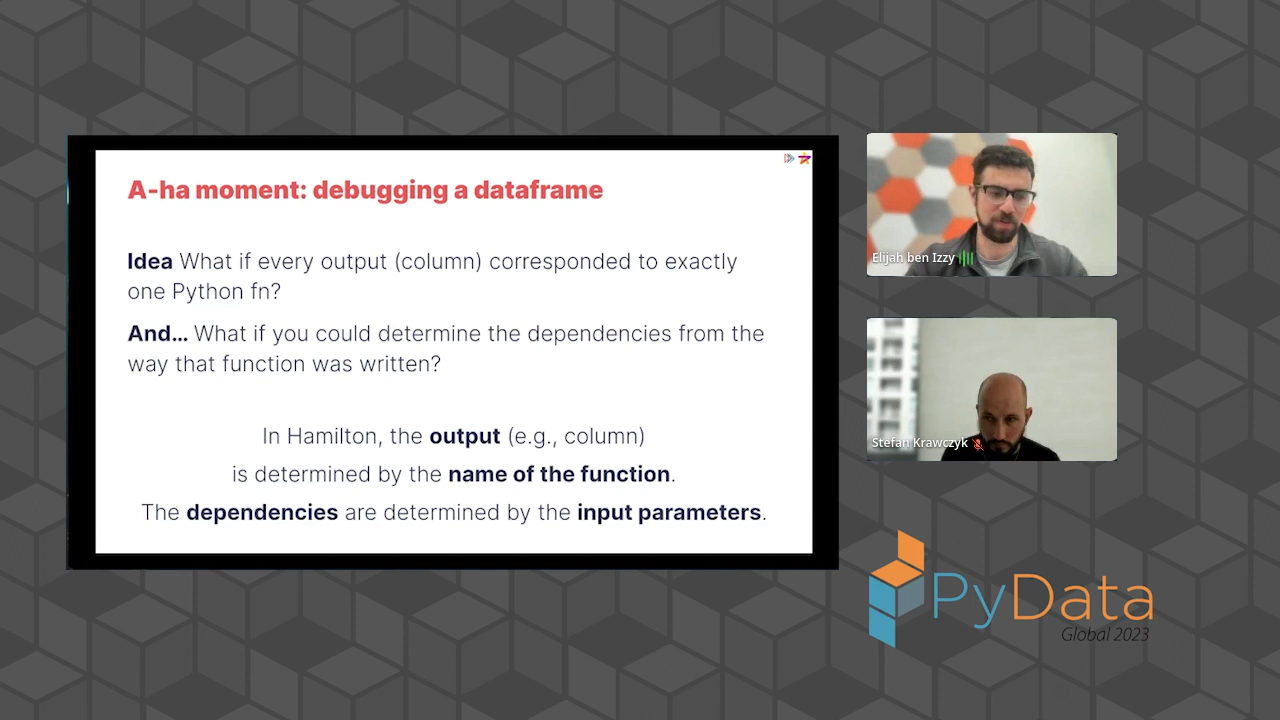 A-ha moment: debugging a dataframe
Idea What if every output (column) corresponded to exactly
one Python fn?
And... What if you could determine the dependencies from the
way that function was written?
In Hamilton, the output (e.g., column)
is determined by the name of the function.
The dependencies are determined by the input parameters.
Elijah ben Izzy
Stefan Krawczyk
PyData
Global 2023